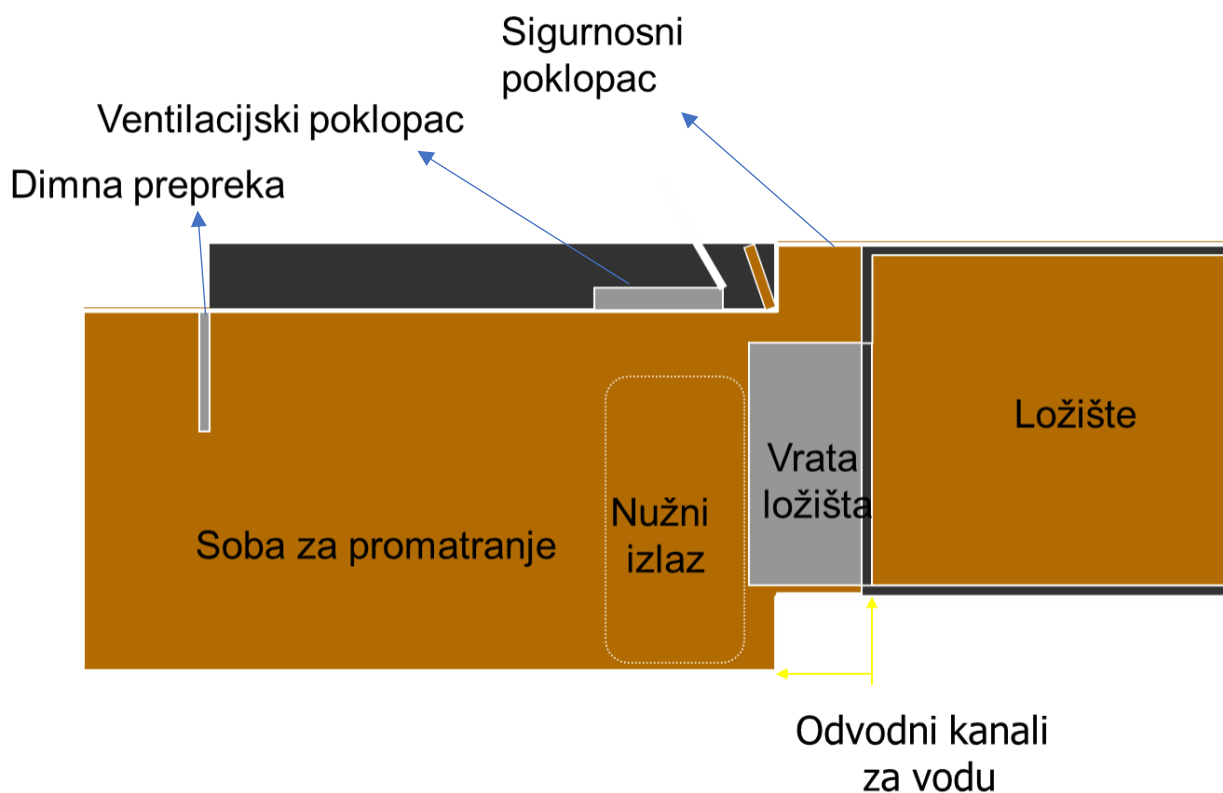 Sigurnosni
poklopac
Ventilacijski poklopac
Dimna prepreka
Ložište
Vrata
ložišta
Nužni
izlaz
Soba za promatranje
Odvodni kanali
za vodu